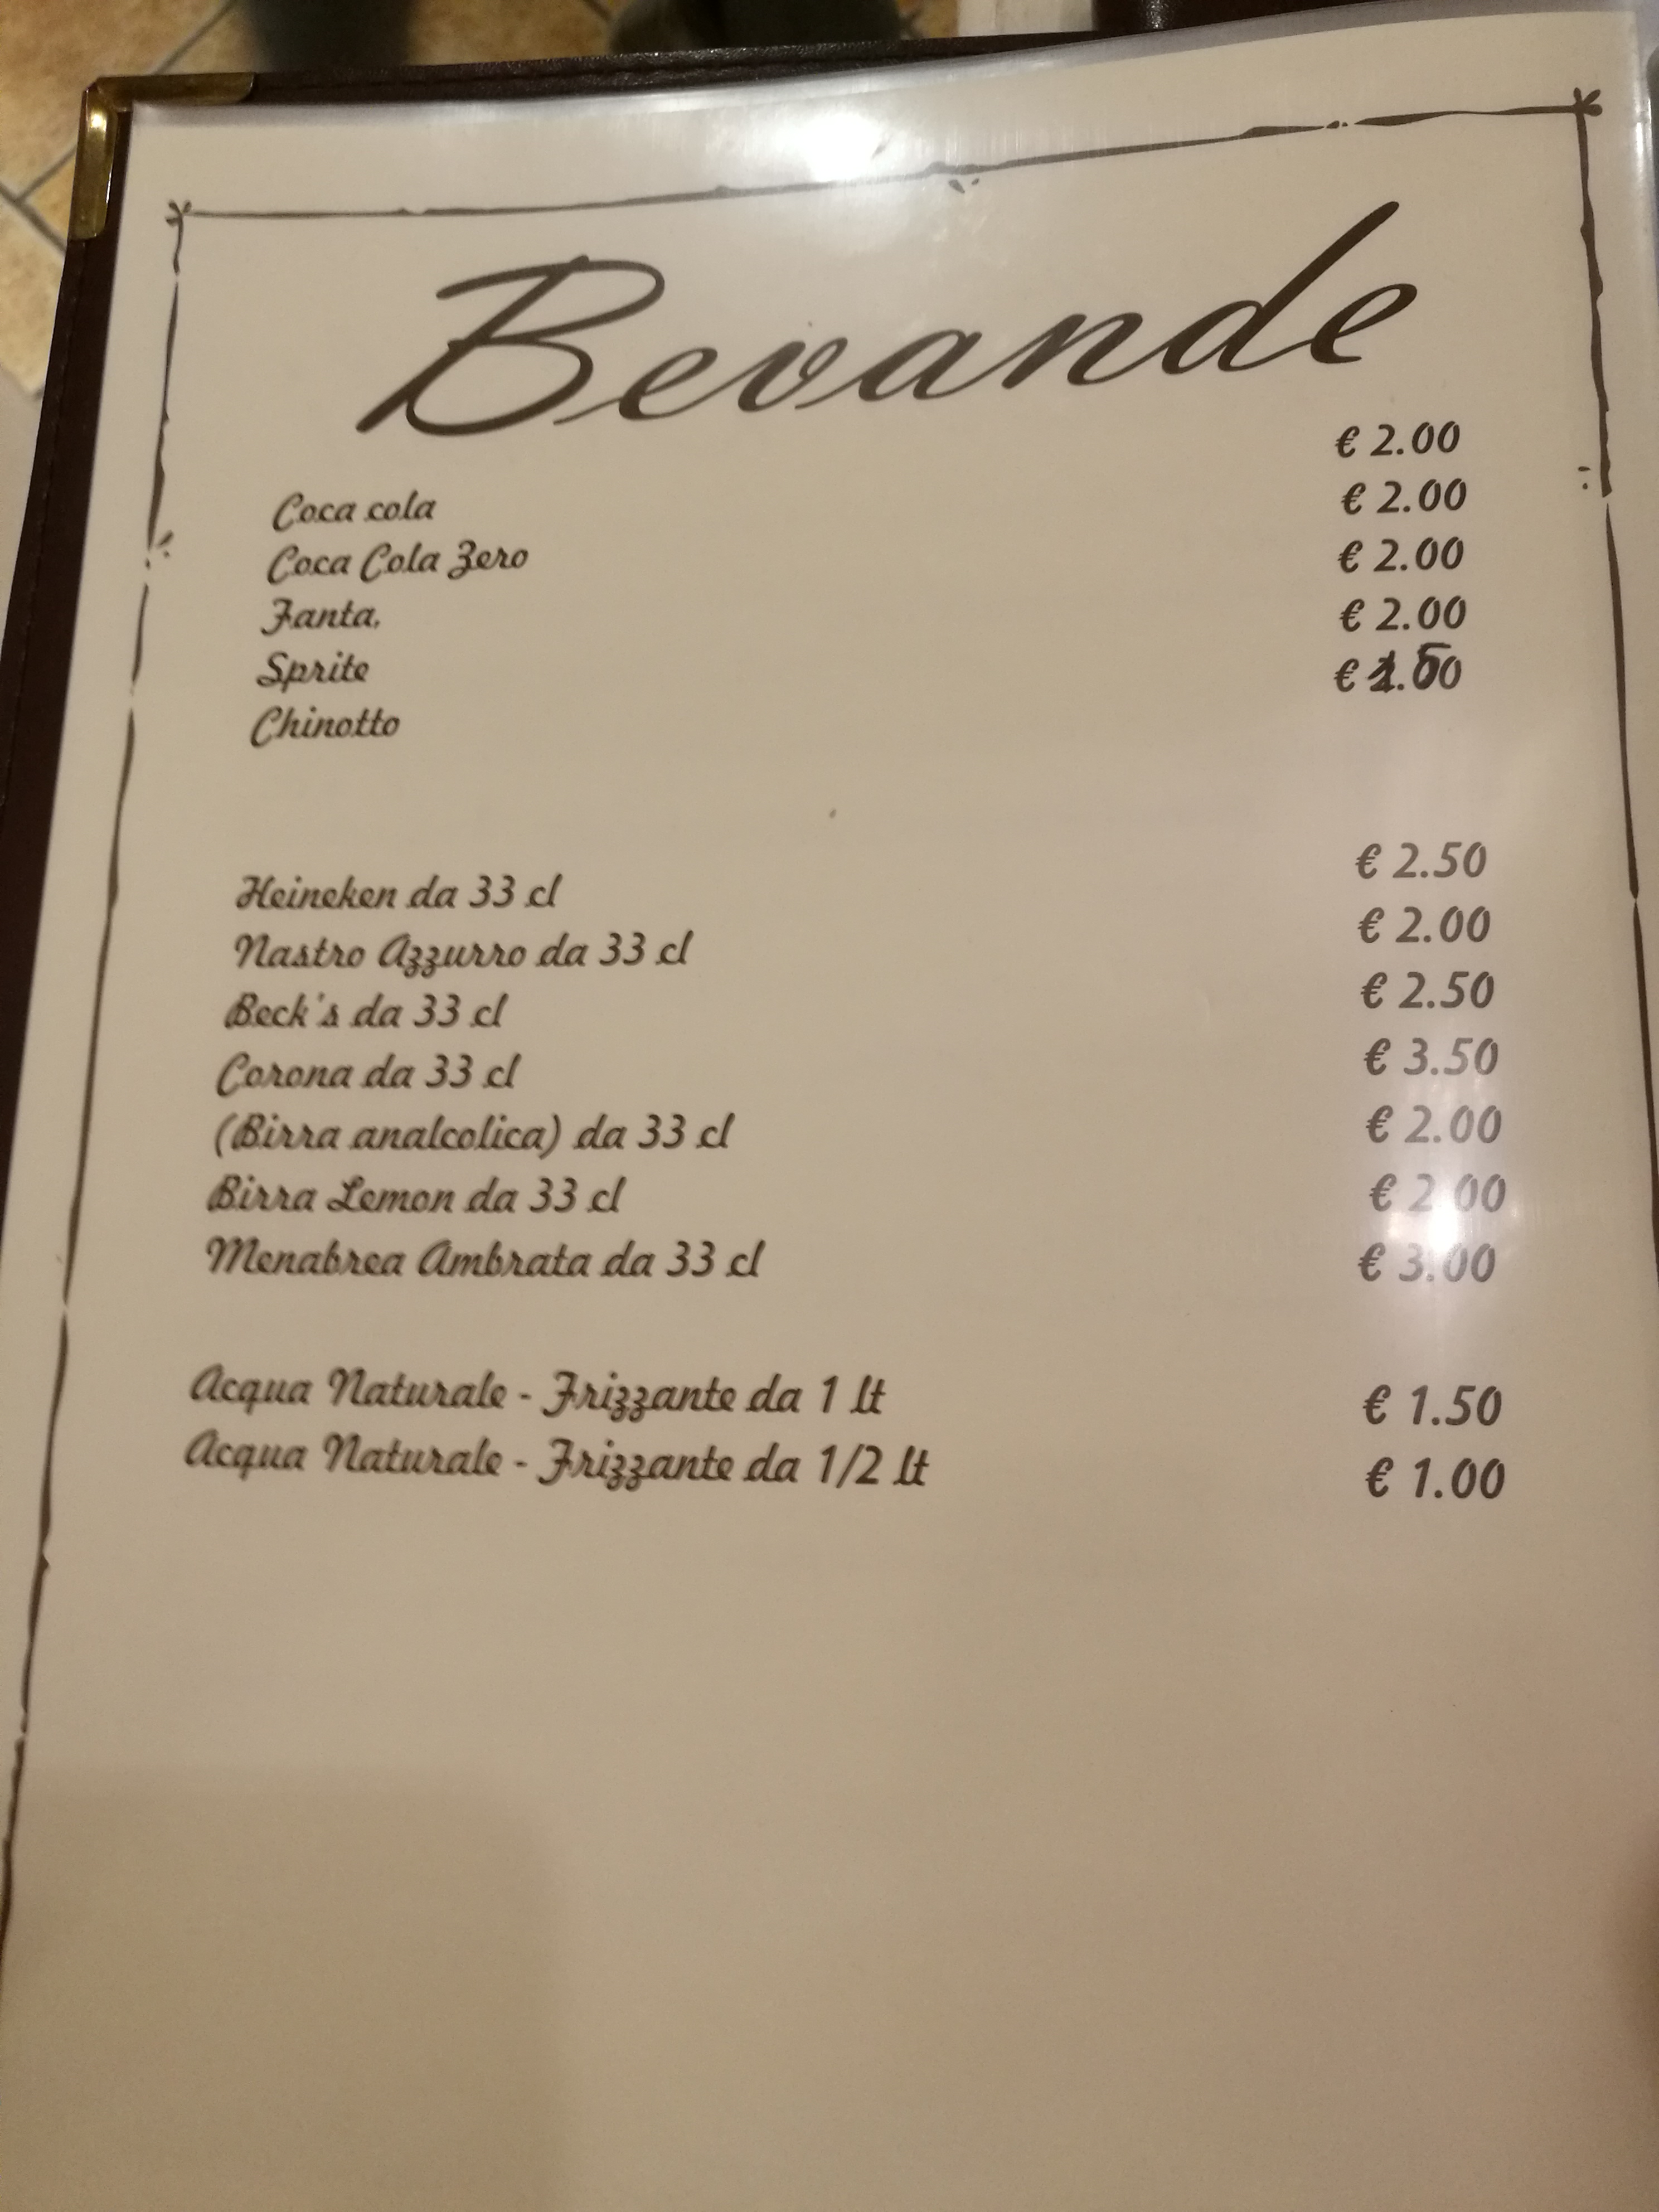 Bevande
Coca cola € 2.00
Coca Cola Zero € 2.00
Fanta, € 2.00
Sprite € 2.00
Chinotto € 1.50
Heineken da 33 cl € 2.50
Nastro Azzurro da 33 cl € 2.00
Beck's da 33 cl € 2.50
Corona da 33 cl € 3.50
(Birra analcolica) da 33 cl € 2.00
Birra Lemon da 33 cl € 2.00
Menabrea Ambrata da 33 cl € 3.00
Acqua Naturale - Frizzante da 1 lt € 1.50
Acqua Naturale - Frizzante da 1/2 lt € 1.00